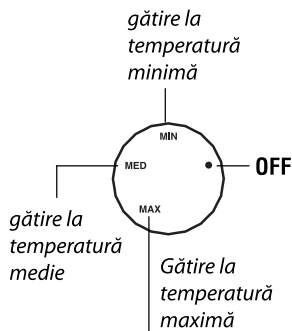 gătire la
temperatură
minimă
MIN
MED
OFF
MAX
gătire la
temperatură
medie
Gătire la
temperatură
maximă